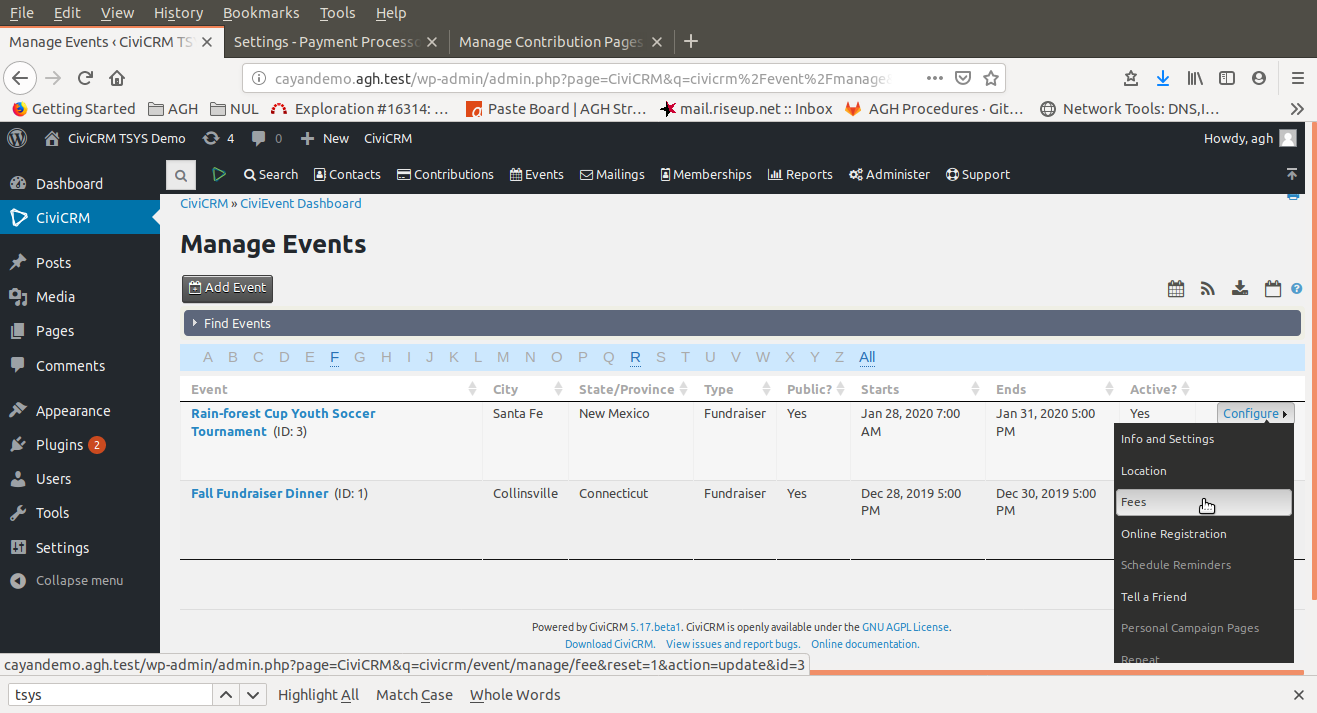 File Edit View History Bookmarks Tools Help
Manage Events ‹ CiviCRM TS Settings - Payment Processo Manage Contribution Pages
cayandemo.agh.test/wp-admin/admin.php?page=CiviCRM&q=civicrm%2Fevent%2Fmanage
Getting Started AGH NUL Exploration #16314: ... Paste Board | AGH Str... mail.riseup.net :: Inbox AGH Procedures · Git... Network Tools: DNS,I...
CiviCRM TSYS Demo 4 0 New CiviCRM Howdy, agh
Search Contacts Contributions Events Mailings Memberships Reports Administer Support
Dashboard
CiviCRM
Posts
Media
Pages
Comments
Appearance
Plugins 2
Users
Tools
Settings
Collapse menu
CiviCRM » CiviEvent Dashboard
Manage Events
Add Event
Find Events
A B C D E F G H I J K L M N O P Q R S T U V W X Y Z All
Event City State/Province Type Public? Starts Ends Active?
Rain-forest Cup Youth Soccer Santa Fe New Mexico Fundraiser Yes Jan 28, 2020 7:00 Jan 31, 2020 5:00 Yes Configure
Tournament (ID: 3) AM PM
Fall Fundraiser Dinner (ID: 1) Collinsville Connecticut Fundraiser Yes Dec 28, 2019 5:00 Dec 30, 2019 5:00
PM PM
Info and Settings
Location
Fees
Online Registration
Schedule Reminders
Tell a Friend
Personal Campaign Pages
Repeat
Powered by CiviCRM 5.17.beta1. CiviCRM is openly available under the GNU AGPL License.
Download CiviCRM. View issues and report bugs. Online documentation.
cayandemo.agh.test/wp-admin/admin.php?page=CiviCRM&q=civicrm/event/manage/fee&reset=1&action=update&id=3
tsys Highlight All Match Case Whole Words